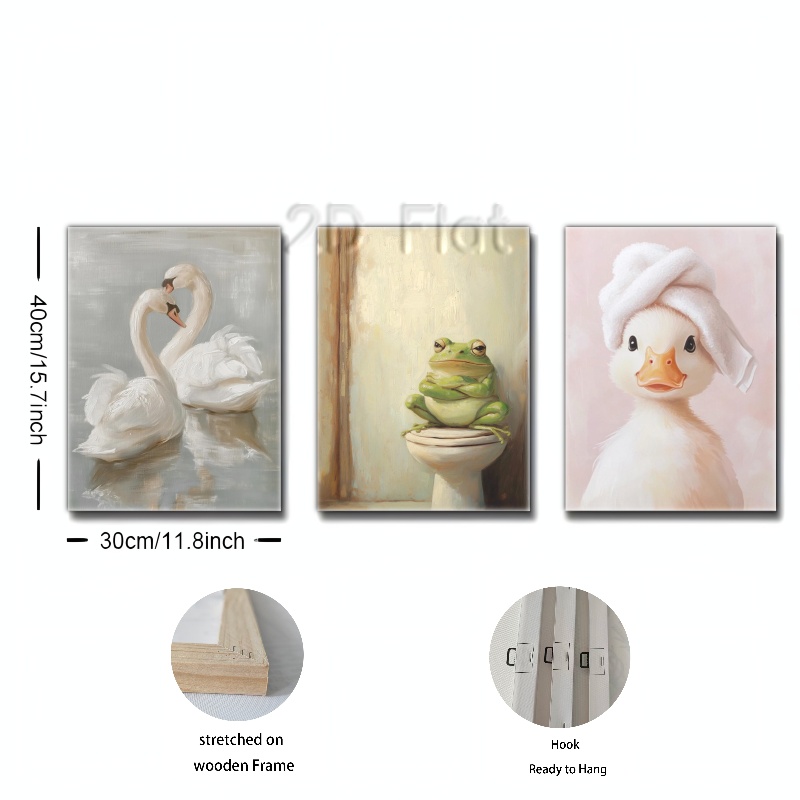 2D Flat
40cm/15.7inch
30cm/11.8inch
stretched on
wooden Frame
Hook
Ready to Hang